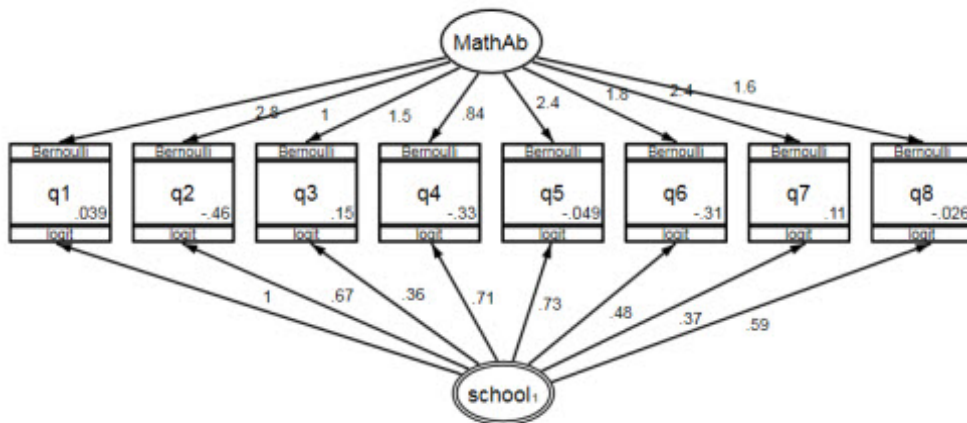 MathAb
2.8 1 1.5 .84 2.4 1.8 2.4 1.6
Bernoulli Bernoulli Bernoulli Bernoulli Bernoulli Bernoulli Bernoulli Bernoulli
q1 q2 q3 q4 q5 q6 q7 q8
.039 -.46 .15 -.33 -.049 -.31 .11 -.026
logit logit logit logit logit logit logit logit
1 .67 .36 .71 .73 .48 .37 .59
school₁